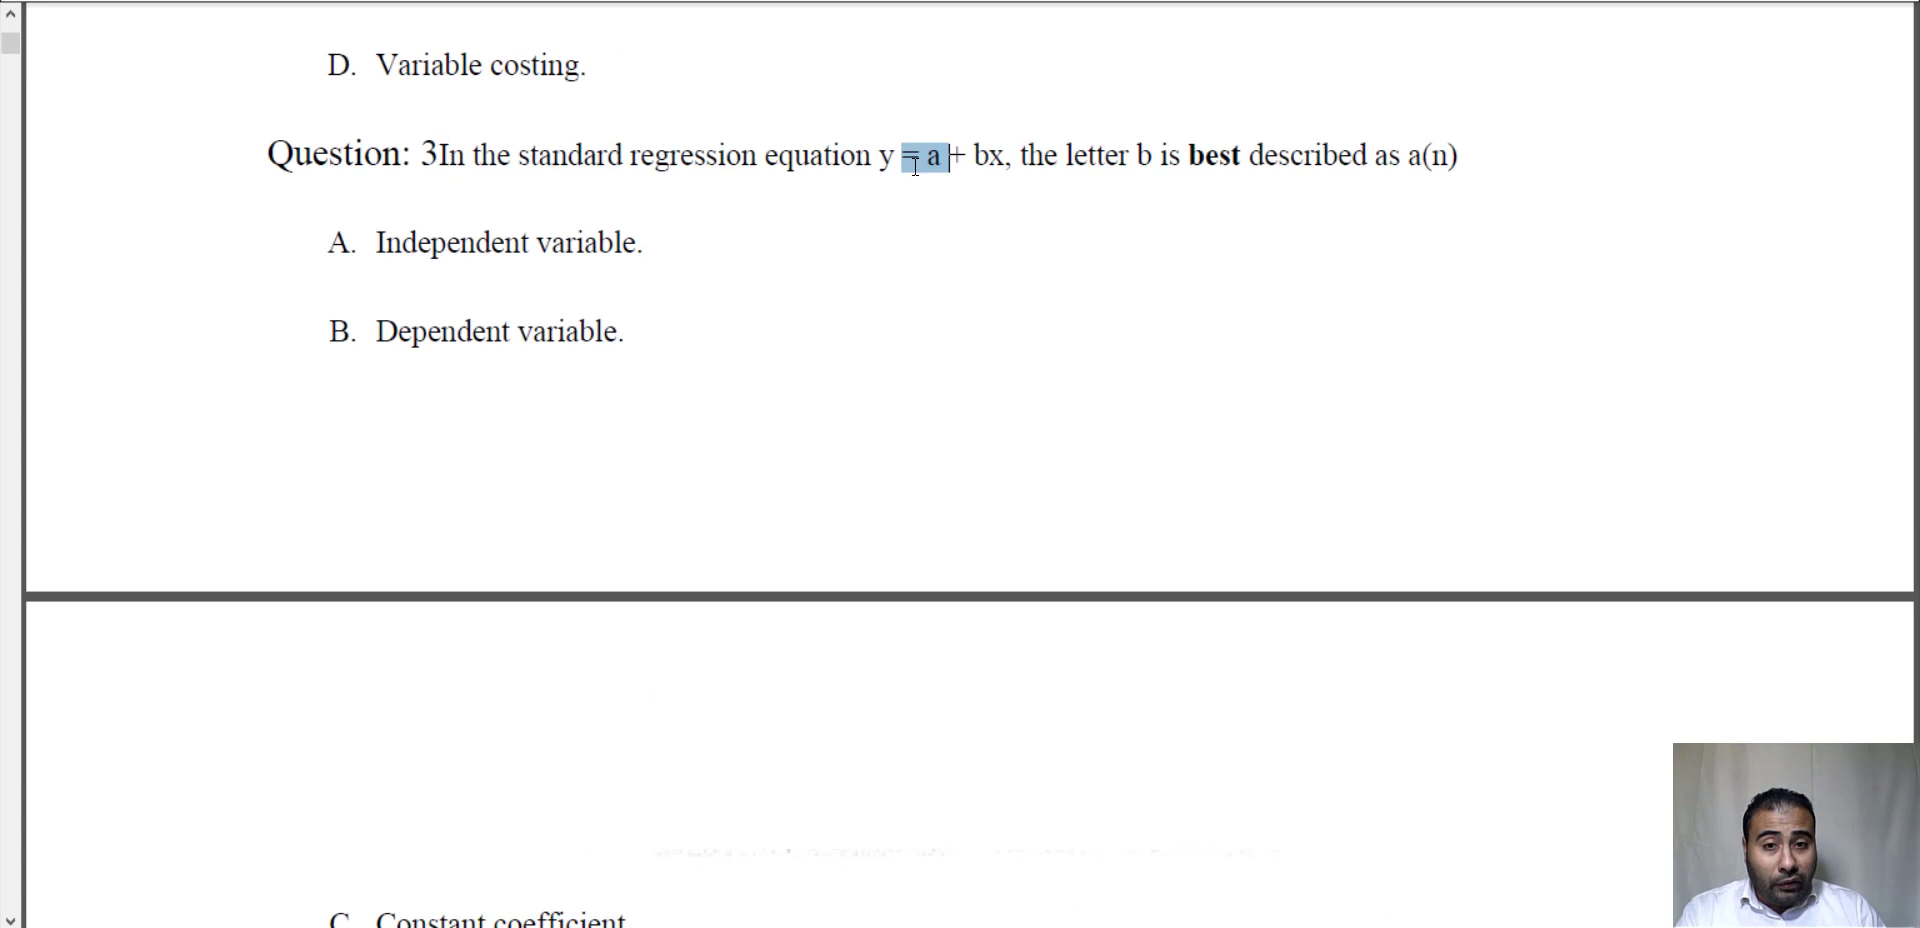 D. Variable costing.
Question: 3In the standard regression equation y = a + bx, the letter b is best described as a(n)
A. Independent variable.
B. Dependent variable.
C. Constant coefficient.